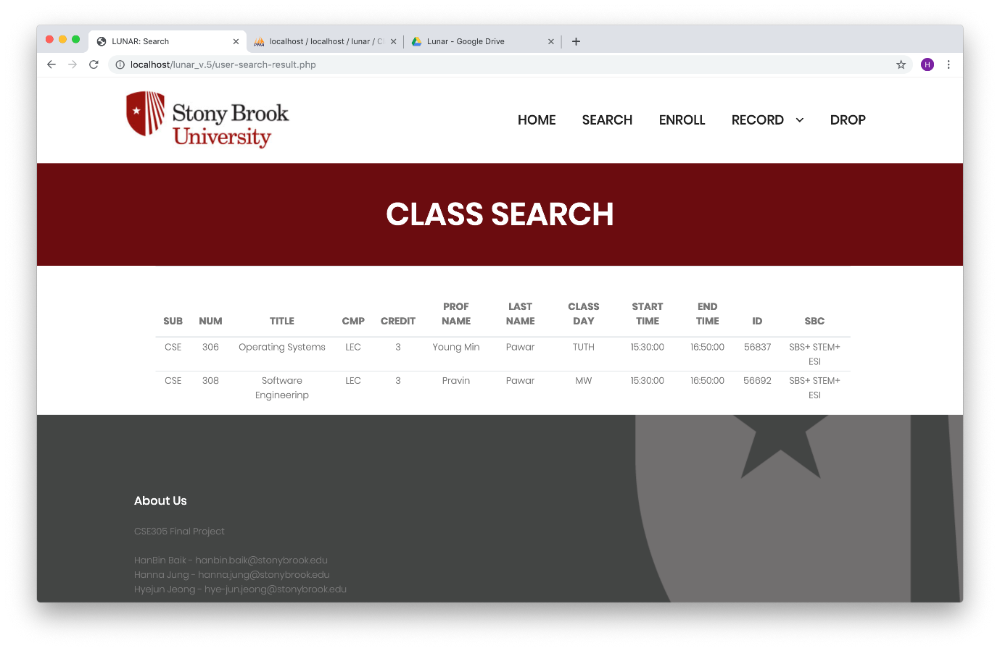 LUNAR: Search
localhost / localhost / lunar /
Lunar - Google Drive
localhost/lunar_v.5/user-search-result.php
H
Stony Brook
University
HOME SEARCH ENROLL RECORD DROP
CLASS SEARCH
SUB NUM TITLE CMP CREDIT PROF NAME LAST NAME CLASS DAY START TIME END TIME ID SBC
CSE 306 Operating Systems LEC 3 Young Min Pawar TUTH 15:30:00 16:50:00 56837 SBS+ STEM+
ESI
CSE 308 Software LEC 3 Pravin Pawar MW 15:30:00 16:50:00 56692 SBS+ STEM+
Engineerinp ESI
About Us
CSE305 Final Project
HanBin Baik - hanbin.baik@stonybrook.edu
Hanna Jung - hanna.jung@stonybrook.edu
Hyejun Jeong - hye-jun.jeong@stonybrook.edu